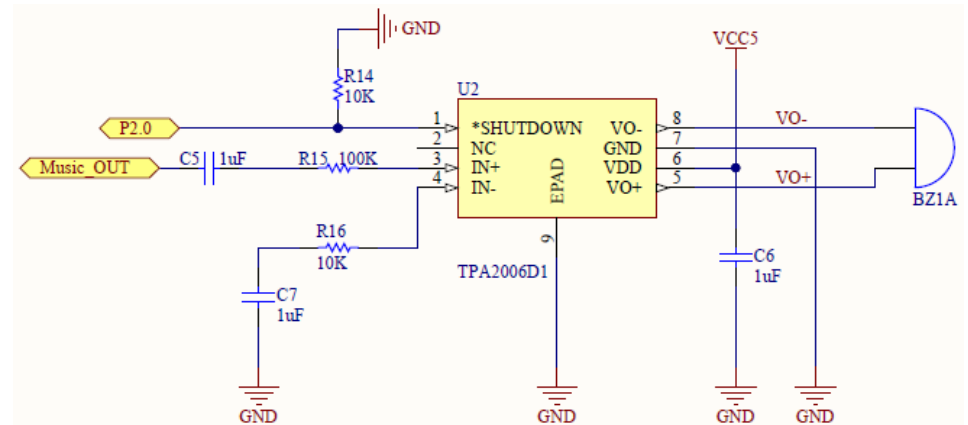 GND
VCC5
R14
10K
U2
P2.0
1
*SHUTDOWN
VO-
8
VO-
2
NC
GND
7
Music_OUT
C5
1uF
R15
100K
3
IN+
VDD
6
4
IN-
EPAD
VO+
5
VO+
BZ1A
R16
10K
9
TPA2006D1
C6
1uF
C7
1uF
GND
GND
GND
GND